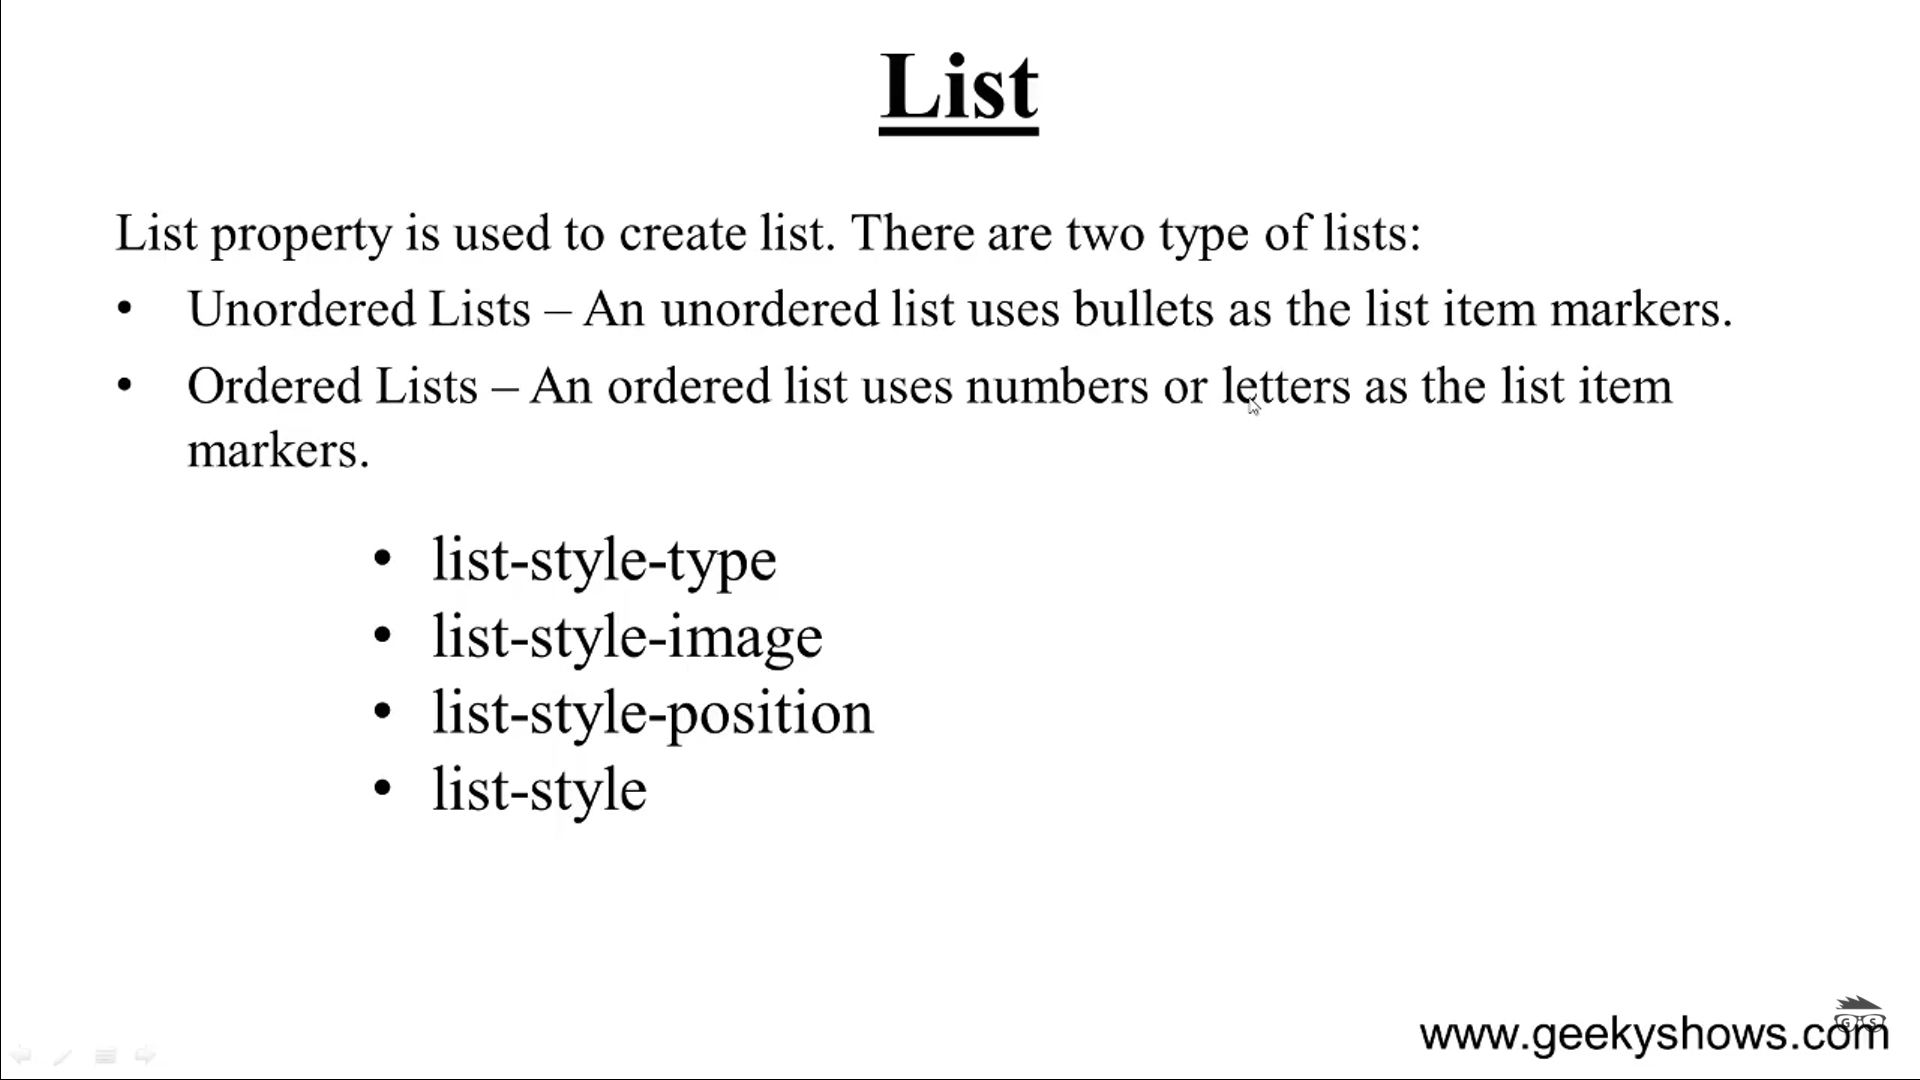 List
List property is used to create list. There are two type of lists:
• Unordered Lists – An unordered list uses bullets as the list item markers.
• Ordered Lists – An ordered list uses numbers or letters as the list item
markers.
• list-style-type
• list-style-image
• list-style-position
• list-style
G S
www.geekyshows.com